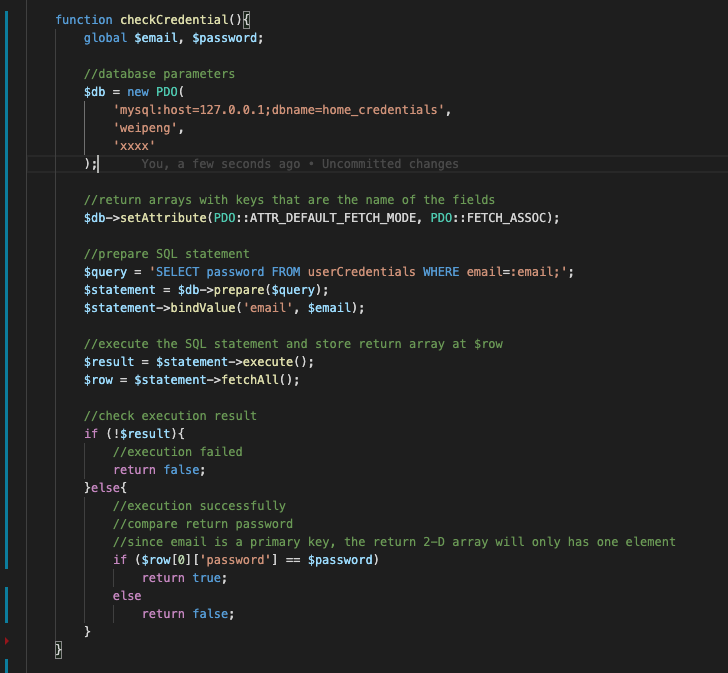 function checkCredential(){
global $email, $password;
//database parameters
$db = new PDO(
'mysql:host=127.0.0.1;dbname=home_credentials',
'weipeng',
'xxxx'
);      You, a few seconds ago • Uncommitted changes
//return arrays with keys that are the name of the fields
$db->setAttribute(PDO::ATTR_DEFAULT_FETCH_MODE, PDO::FETCH_ASSOC);
//prepare SQL statement
$query = 'SELECT password FROM userCredentials WHERE email=:email;';
$statement = $db->prepare($query);
$statement->bindValue('email', $email);
//execute the SQL statement and store return array at $row
$result = $statement->execute();
$row = $statement->fetchAll();
//check execution result
if (!$result){
//execution failed
return false;
}else{
//execution successfully
//compare return password
//since email is a primary key, the return 2-D array will only has one element
if ($row[0]['password'] == $password)
return true;
else
return false;
}
}